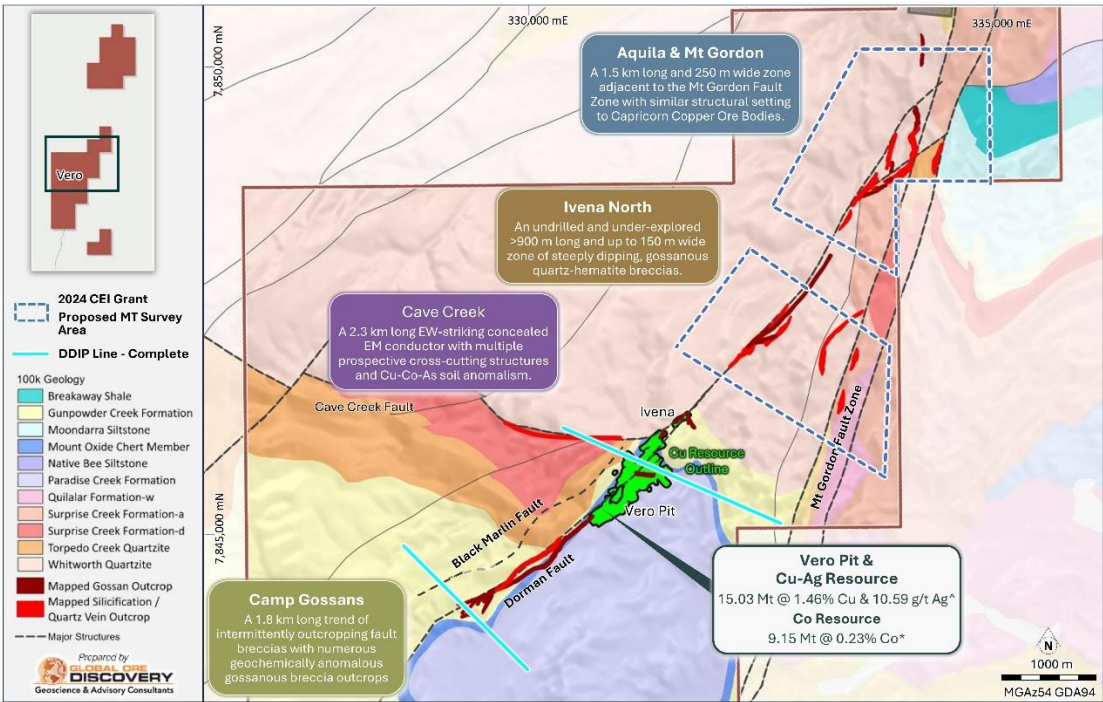 330,000 mE
335,000 mE
7,850,000 mN
7,845,000 mN
Vero
2024 CEI Grant
Proposed MT Survey
Area
DDIP Line - Complete
100k Geology
Breakaway Shale
Gunpowder Creek Formation
Moondarra Siltstone
Mount Oxide Chert Member
Native Bee Siltstone
Paradise Creek Formation
Quilalar Formation-w
Surprise Creek Formation-a
Surprise Creek Formation-d
Torpedo Creek Quartzite
Whitworth Quartzite
Mapped Gossan Outcrop
Mapped Silicification /
Quartz Vein Outcrop
Major Structures
Prepared by
GLOBAL ORE
DISCOVERY
Geoscience & Advisory Consultants
Aquila & Mt Gordon
A 1.5 km long and 250 m wide zone
adjacent to the Mt Gordon Fault
Zone with similar structural setting
to Capricorn Copper Ore Bodies.
Ivena North
An undrilled and under-explored
>900 m long and up to 150 m wide
zone of steeply dipping, gossanous
quartz-hematite breccias.
Cave Creek
A 2.3 km long EW-striking concealed
EM conductor with multiple
prospective cross-cutting structures
and Cu-Co-As soil anomalism.
Cave Creek Fault
Ivena
Cu Resource
Outline
Vero Pit
Mt Gordon Fault Zone
Black Marlin Fault
Dorman Fault
Camp Gossans
A 1.8 km long trend of
intermittently outcropping fault
breccias with numerous
geochemically anomalous
gossanous breccia outcrops
Vero Pit &
Cu-Ag Resource
15.03 Mt @ 1.46% Cu & 10.59 g/t Ag^
Co Resource
9.15 Mt @ 0.23% Co*
N
1000 m
MGAz54 GDA94